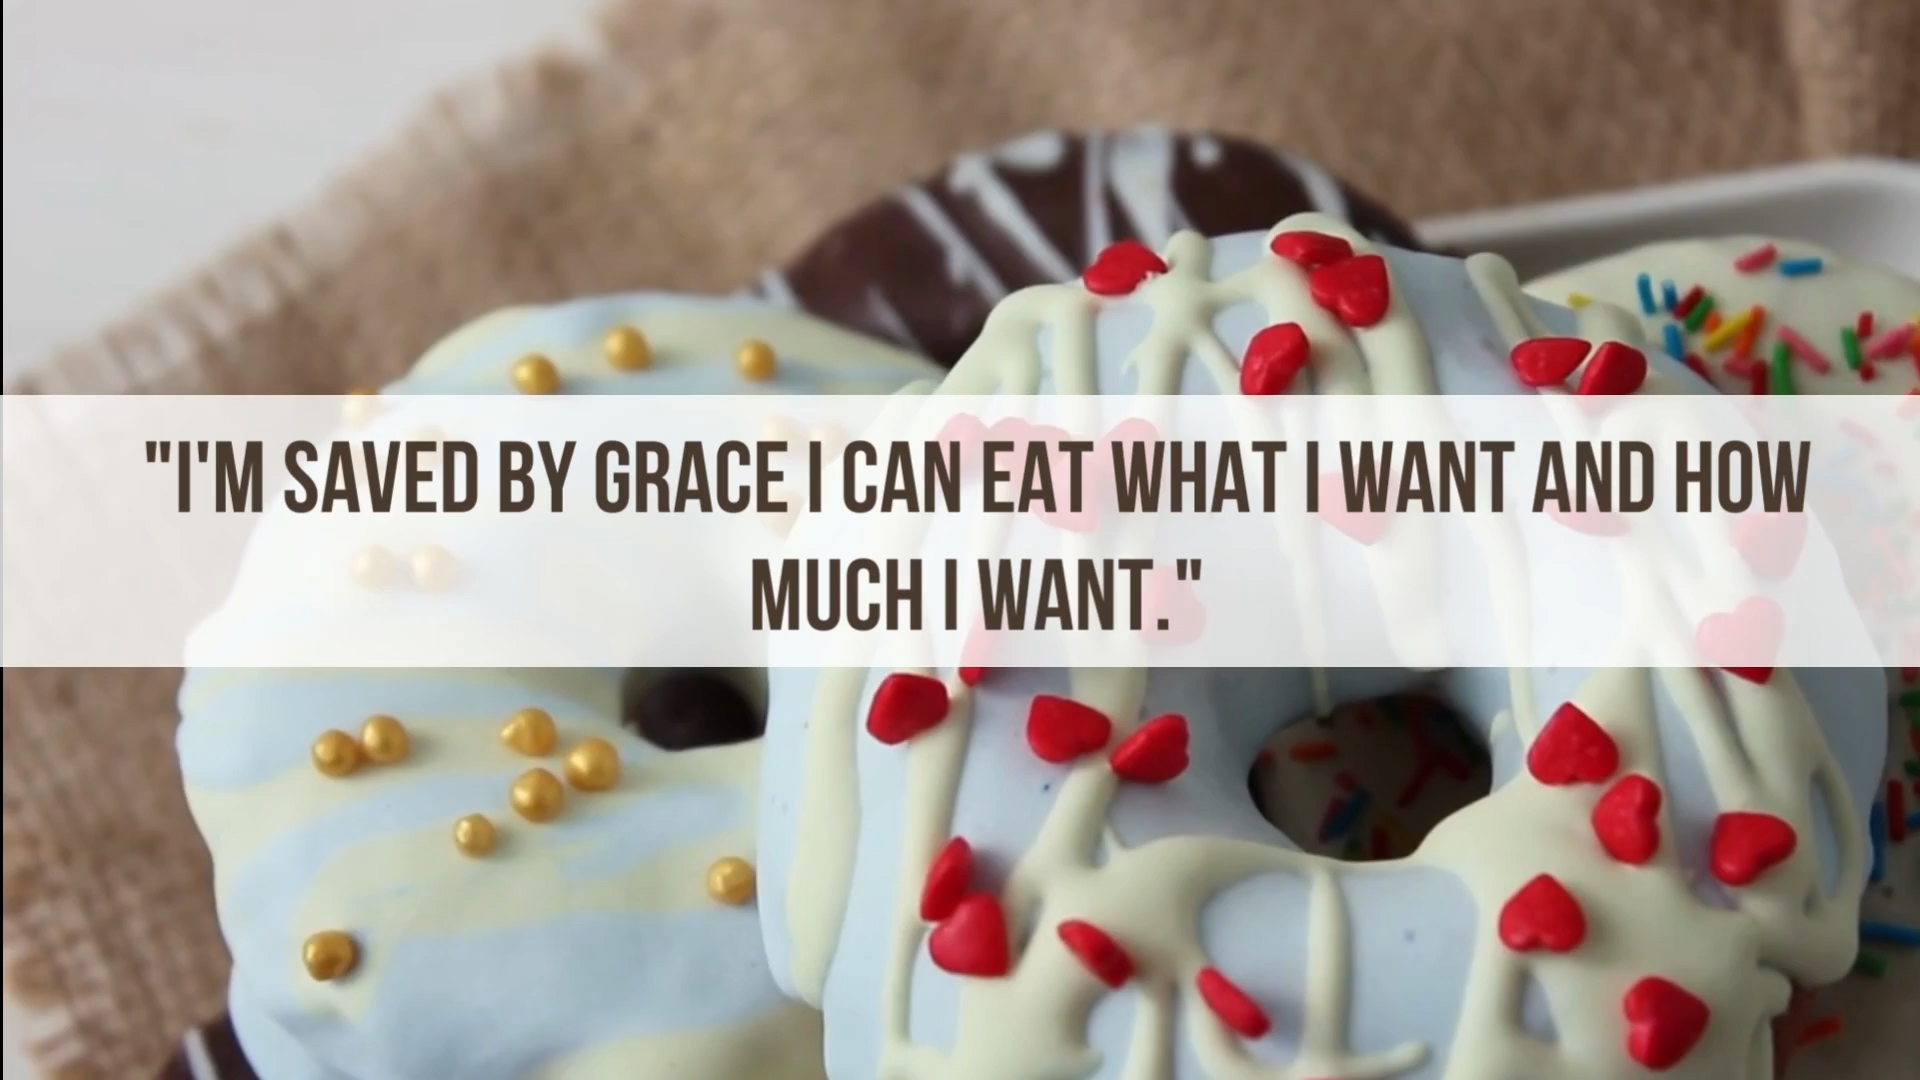 "I'M SAVED BY GRACE I CAN EAT WHAT I WANT AND HOW
MUCH I WANT."